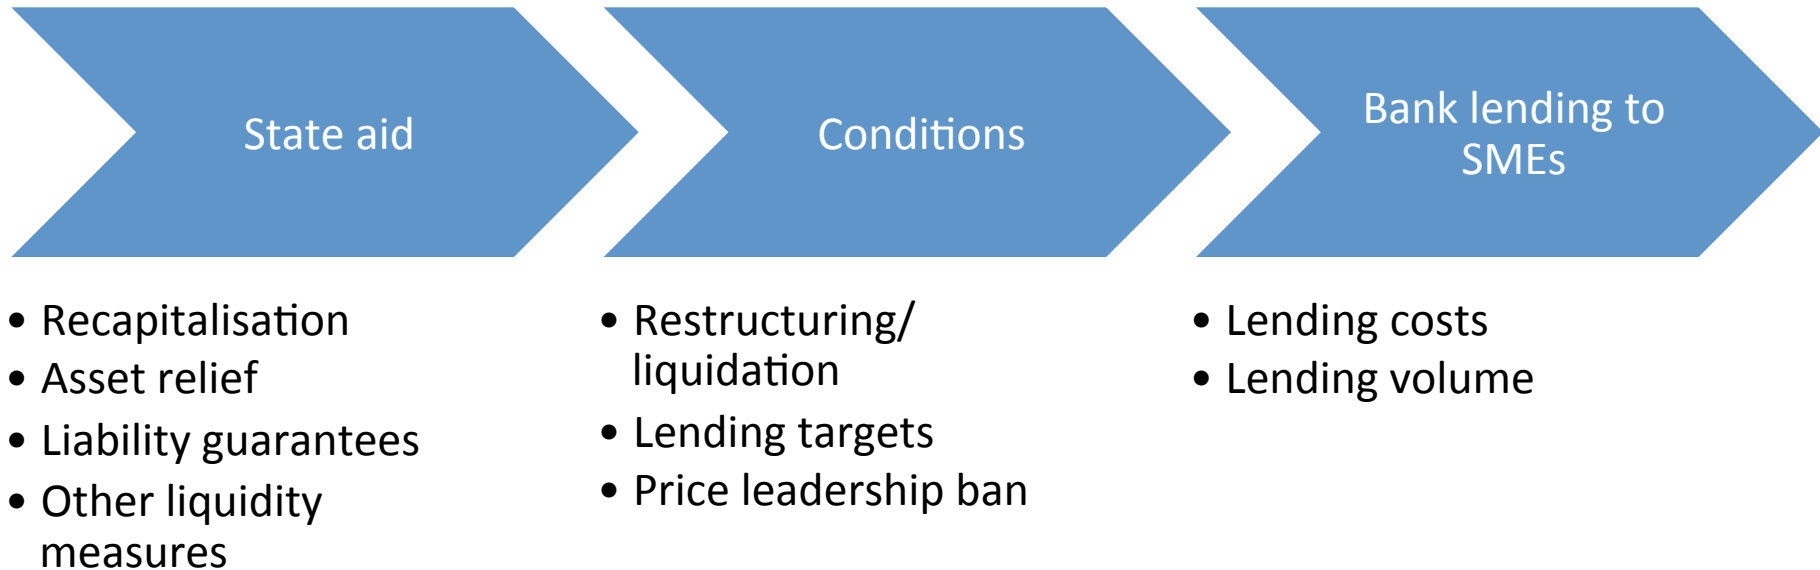 State aid
• Recapitalisation
• Asset relief
• Liability guarantees
• Other liquidity
measures
Conditions
• Restructuring/
liquidation
• Lending targets
• Price leadership ban
Bank lending to
SMEs
• Lending costs
• Lending volume